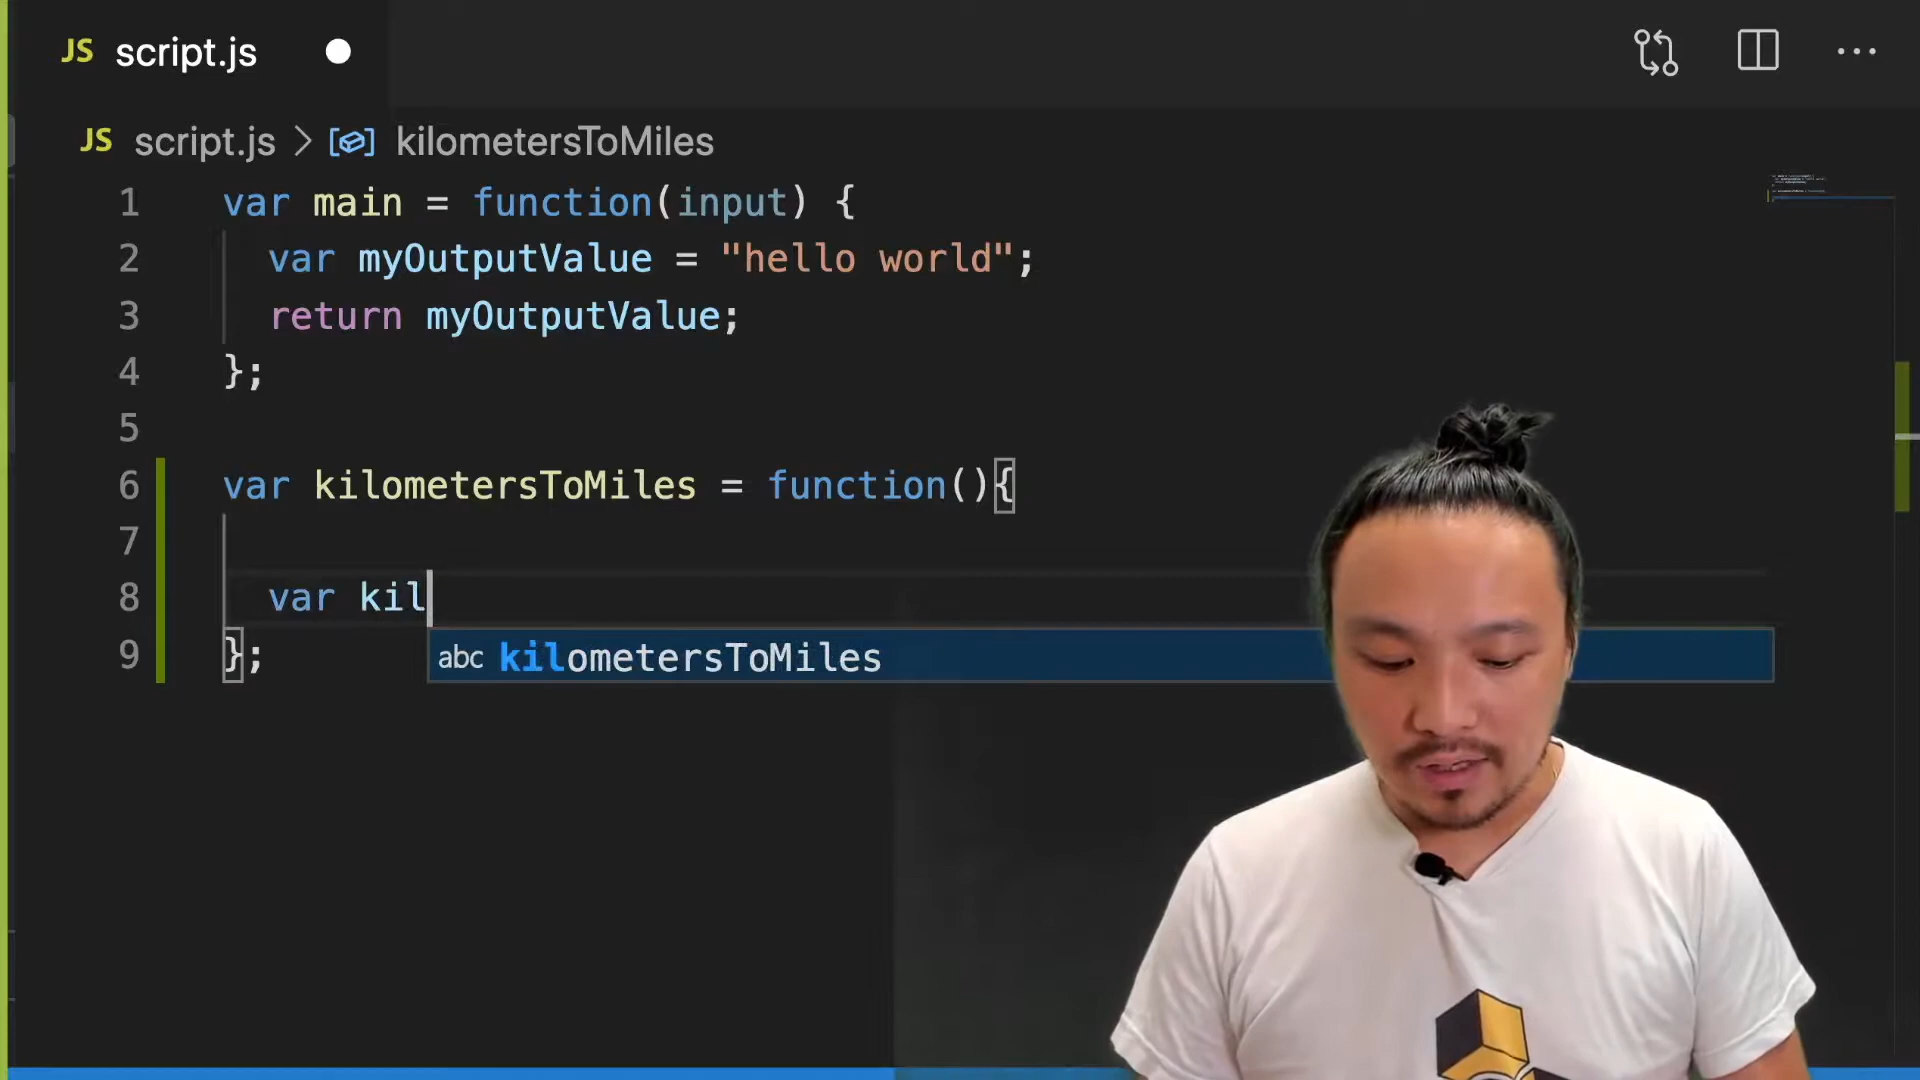 JS script.js
JS script.js > kilometersToMiles
1 var main = function(input) {
2   var myOutputValue = "hello world";
3   return myOutputValue;
4 };
5
6 var kilometersToMiles = function(){
7
8   var kil
9 };
abc kilometersToMiles